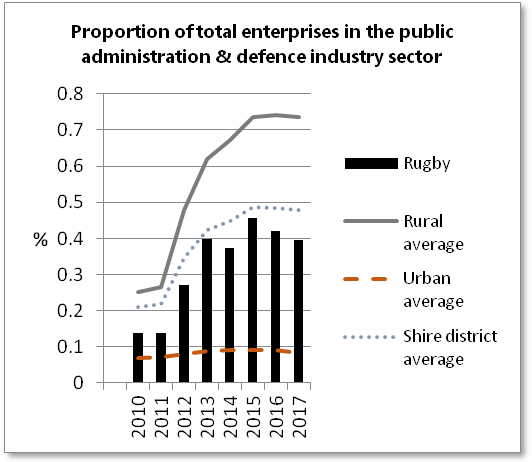 Proportion of total enterprises in the public
administration & defence industry sector
0.8
0.7
0.6
0.5
0.4
0.3
0.2
0.1
0
%
2010
2011
2012
2013
2014
2015
2016
2017
Rugby
Rural
average
Urban
average
Shire district
average